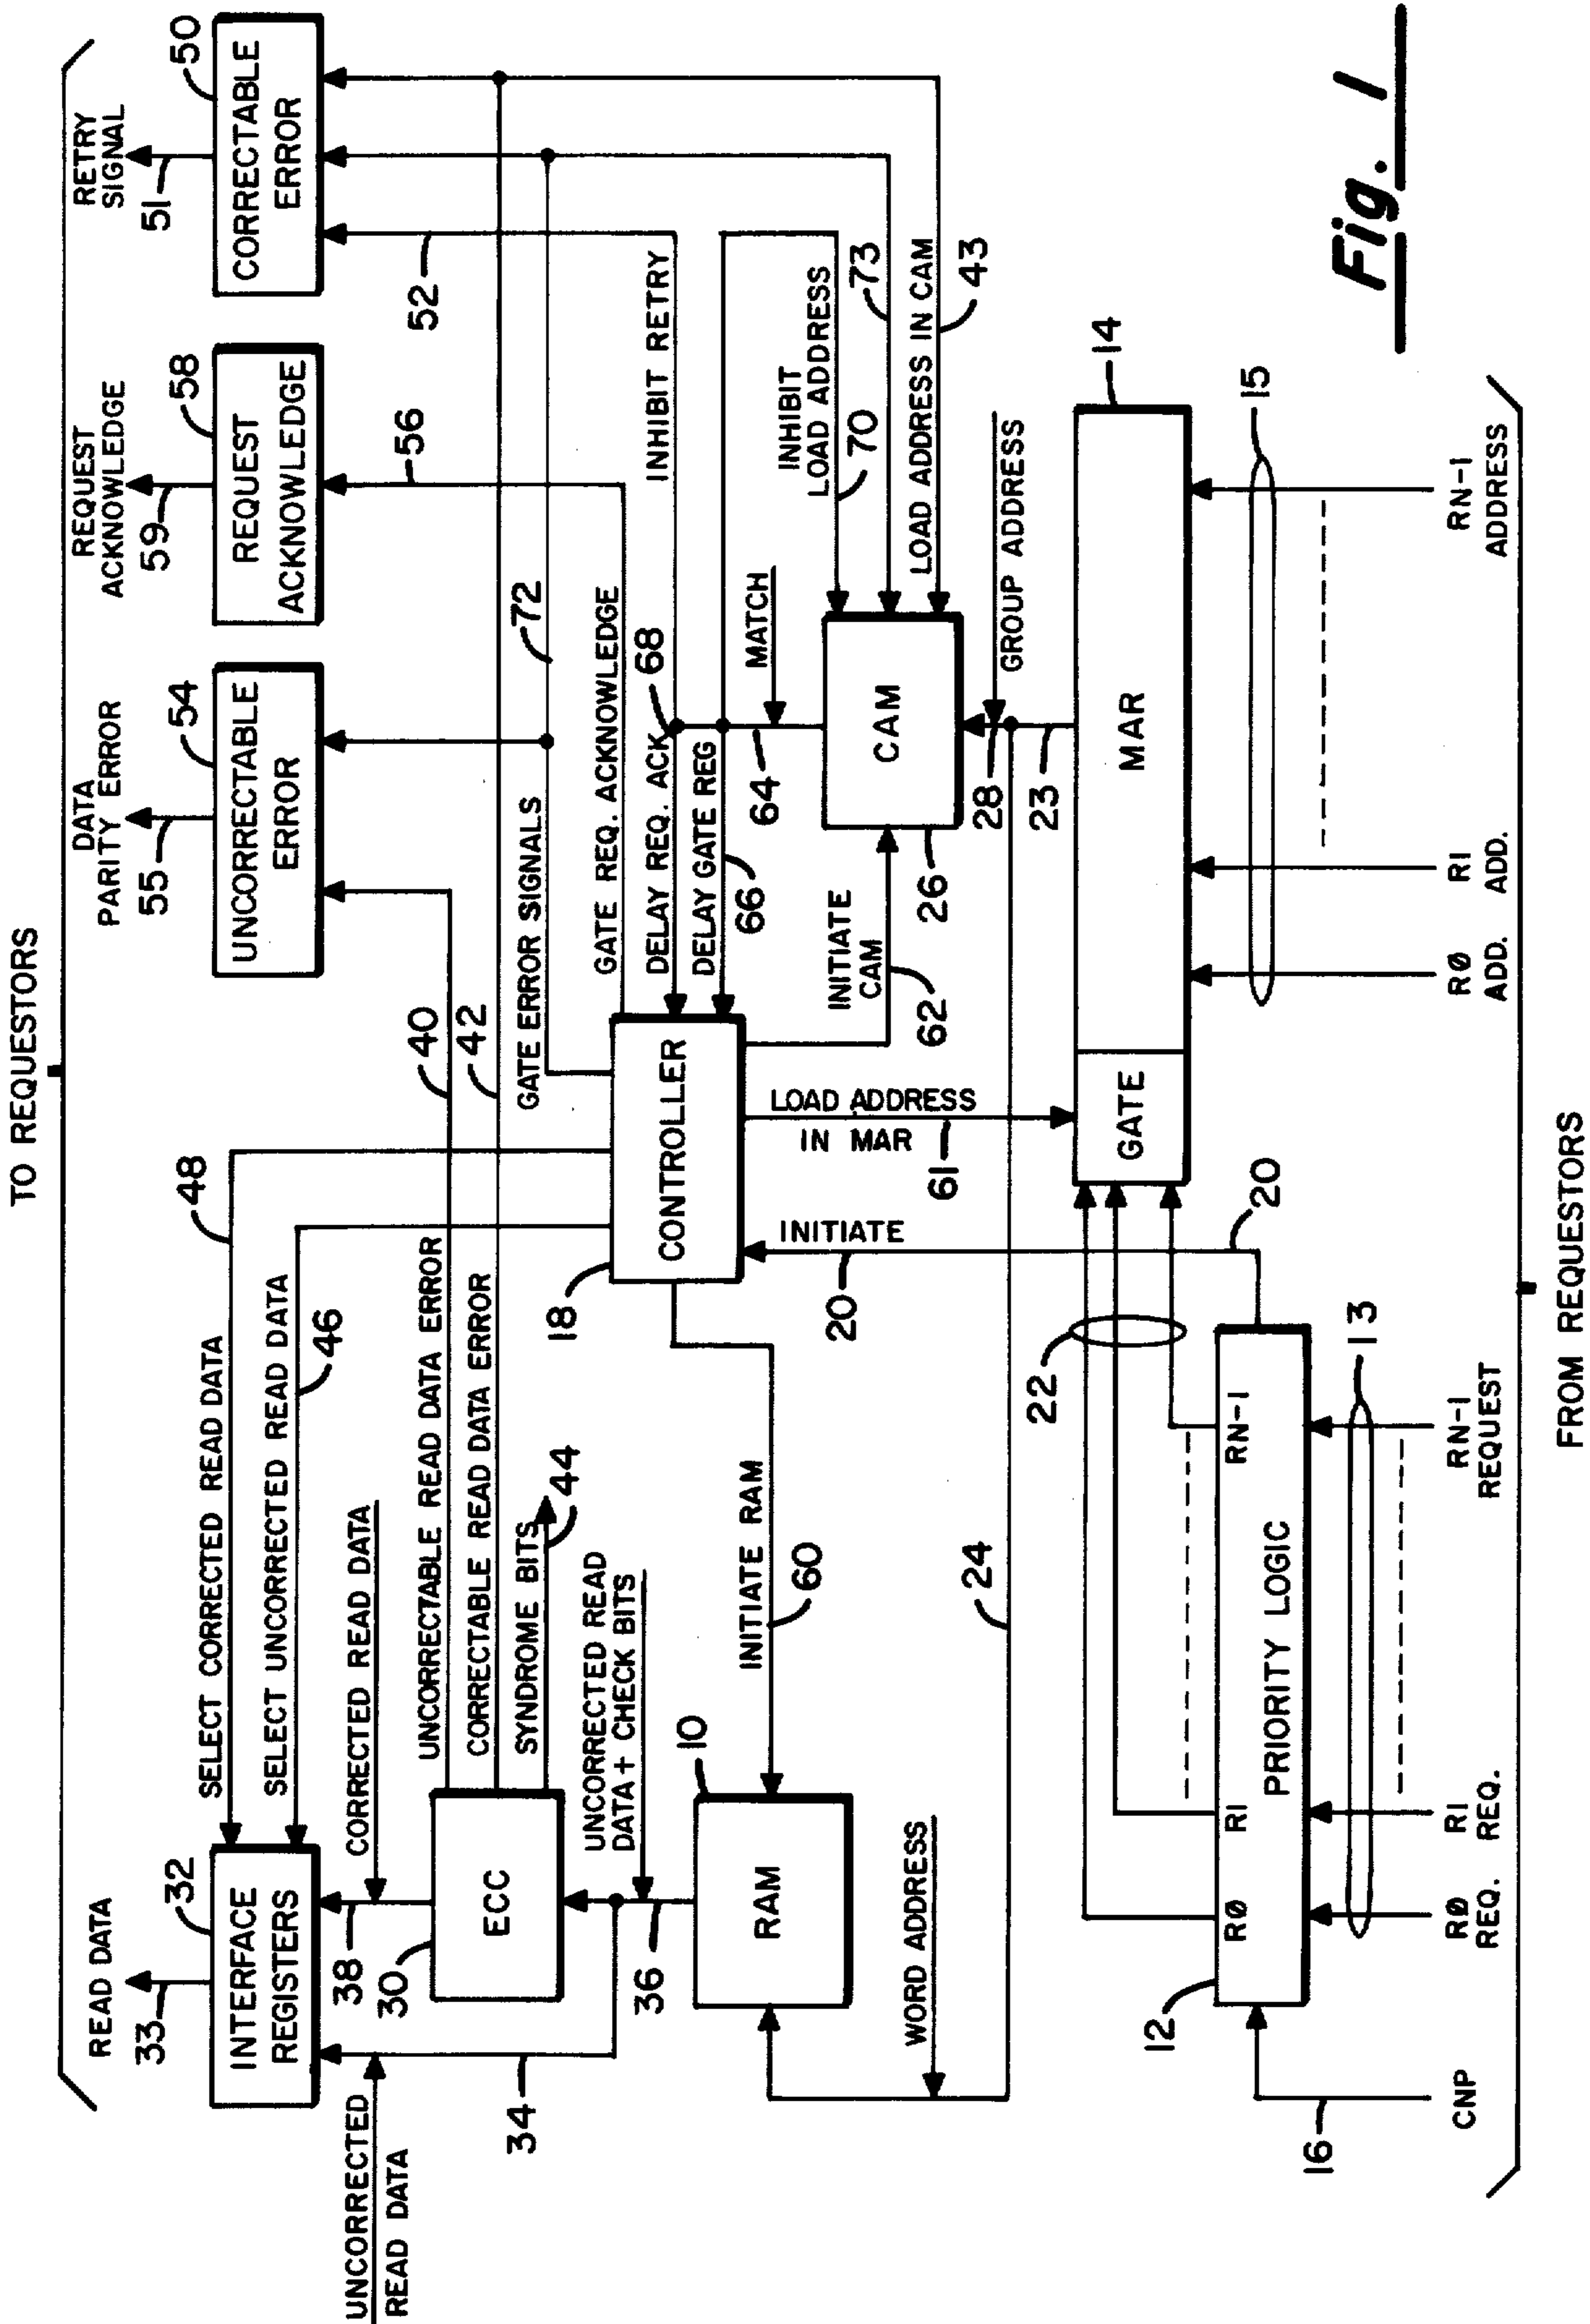 TO REQUESTORS
READ DATA
33
32
INTERFACE
REGISTERS
UNCORRECTED
READ DATA
34
38
SELECT CORRECTED READ DATA
48
SELECT UNCORRECTED READ DATA
46
CORRECTED READ DATA
30
ECC
UNCORRECTABLE READ DATA ERROR
40
CORRECTABLE READ DATA ERROR
42
SYNDROME BITS
44
UNCORRECTED READ
DATA + CHECK BITS
36
10
RAM
INITIATE RAM
60
WORD ADDRESS
24
DATA
PARITY ERROR
55
54
UNCORRECTABLE
ERROR
REQUEST
ACKNOWLEDGE
59
58
REQUEST
ACKNOWLEDGE
56
RETRY
SIGNAL
51
50
CORRECTABLE
ERROR
52
GATE ERROR SIGNALS
72
GATE REQ. ACKNOWLEDGE
DELAY REQ. ACK
68
INHIBIT RETRY
DELAY GATE REG
66
18
CONTROLLER
64
MATCH
INHIBIT
LOAD ADDRESS
70
73
LOAD ADDRESS IN CAM
43
INITIATE
CAM
62
CAM
26
28
GROUP ADDRESS
23
LOAD ADDRESS
IN MAR
61
INITIATE
20
20
22
GATE
MAR
14
15
RØ
ADD.
R1
ADD.
RN-1
ADDRESS
12
RØ
R1
RN-1
PRIORITY LOGIC
13
16
CNP
RØ
REQ.
R1
REQ.
RN-1
REQUEST
FROM REQUESTORS
Fig. 1